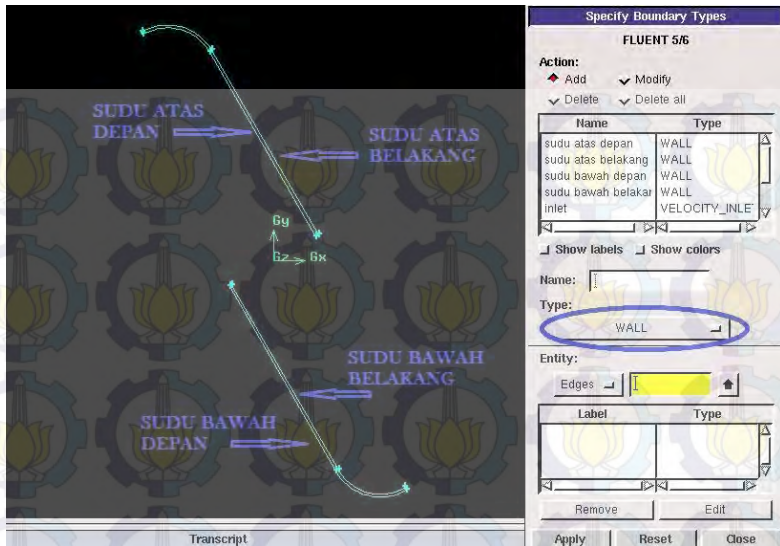 SUDU ATAS
DEPAN
SUDU ATAS
BELAKANG
Gy
Gz Gx
SUDU BAWAH
BELAKANG
SUDU BAWAH
DEPAN
Transcript
Specify Boundary Types
FLUENT 5/6
Action:
Add Modify
Delete Delete all
Name Type
sudu atas depan WALL
sudu atas belakang WALL
sudu bawah depan WALL
sudu bawah belakar WALL
inlet VELOCITY_INLE
Show labels Show colors
Name:
Type:
WALL
Entity:
Edges
Label Type
Remove Edit
Apply Reset Close